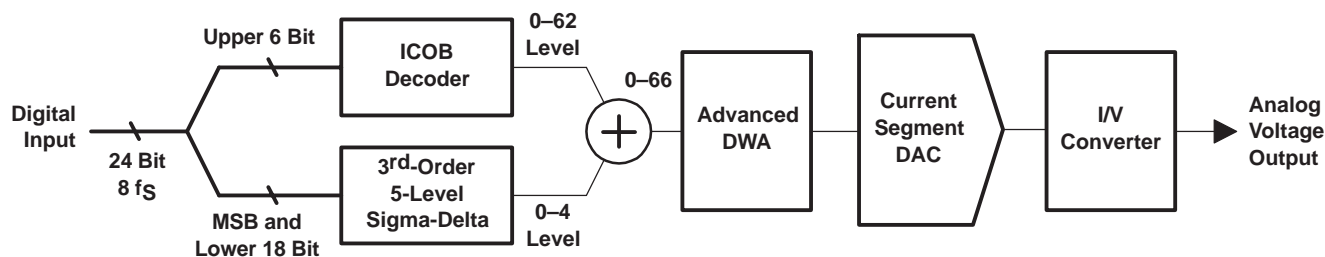 Digital
Input
24 Bit
8 fS
Upper 6 Bit
MSB and
Lower 18 Bit
ICOB
Decoder
3rd-Order
5-Level
Sigma-Delta
0–62
Level
0–4
Level
0–66
+
Advanced
DWA
Current
Segment
DAC
I/V
Converter
Analog
Voltage
Output